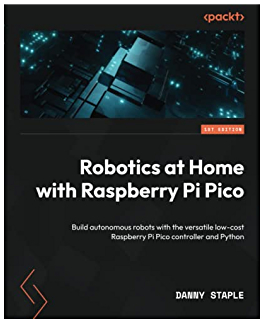 <packt>
1ST EDITION
Robotics at Home
with Raspberry Pi Pico
Build autonomous robots with the versatile low-cost
Raspberry Pi Pico controller and Python
DANNY STAPLE